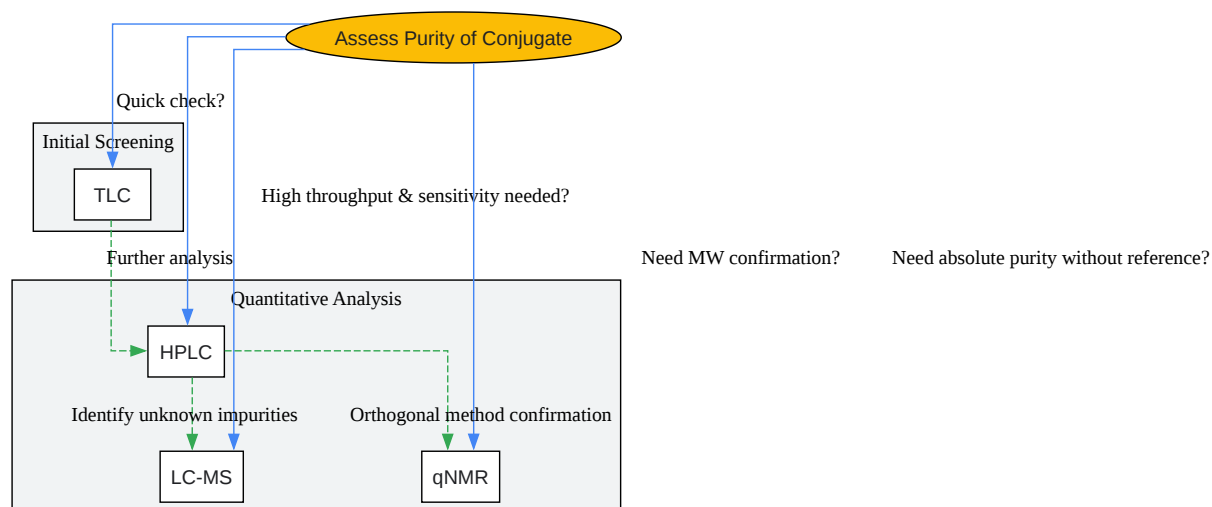 Assess Purity of Conjugate
Quick check?
Initial Screening
TLC
High throughput & sensitivity needed?
Further analysis
Need MW confirmation?
Need absolute purity without reference?
Quantitative Analysis
HPLC
Identify unknown impurities
Orthogonal method confirmation
LC-MS
qNMR